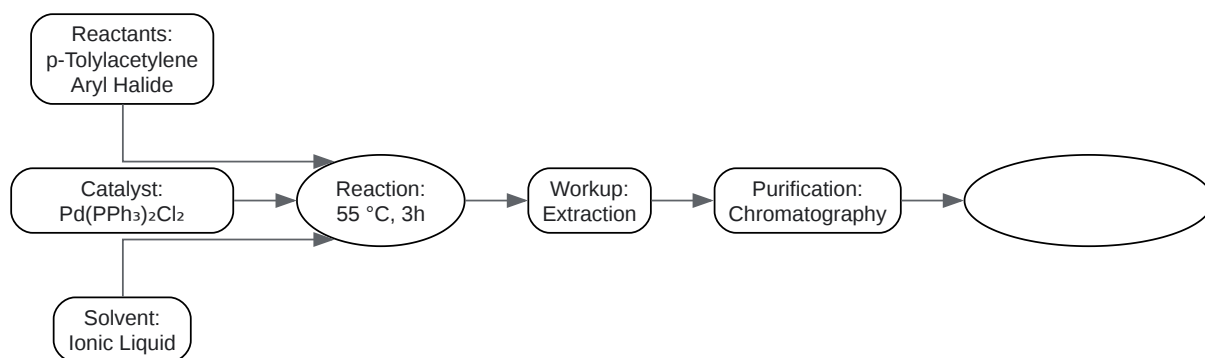 Reactants:
p-Tolylacetylene
Aryl Halide
Catalyst:
Pd(PPh₃)₂Cl₂
Solvent:
Ionic Liquid
Reaction:
55 °C, 3h
Workup:
Extraction
Purification:
Chromatography